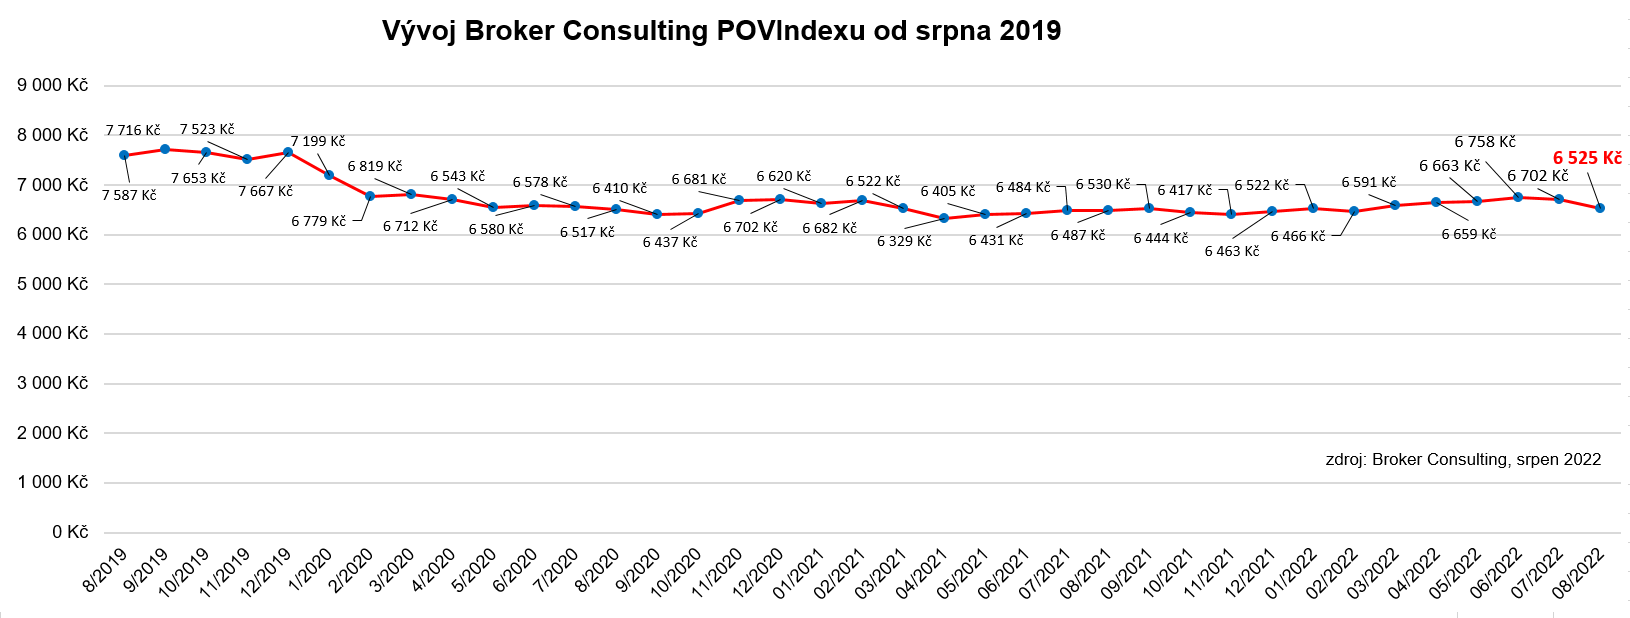 Vývoj Broker Consulting POVIndexu od srpna 2019
9 000 Kč
8 000 Kč
7 000 Kč
6 000 Kč
5 000 Kč
4 000 Kč
3 000 Kč
2 000 Kč
1 000 Kč
0 Kč
7 587 Kč
7 716 Kč
7 653 Kč
7 523 Kč
7 667 Kč
7 199 Kč
6 779 Kč
6 819 Kč
6 712 Kč
6 543 Kč
6 580 Kč
6 578 Kč
6 517 Kč
6 410 Kč
6 437 Kč
6 681 Kč
6 702 Kč
6 620 Kč
6 682 Kč
6 522 Kč
6 329 Kč
6 405 Kč
6 431 Kč
6 484 Kč
6 487 Kč
6 530 Kč
6 444 Kč
6 417 Kč
6 463 Kč
6 522 Kč
6 466 Kč
6 591 Kč
6 659 Kč
6 663 Kč
6 758 Kč
6 702 Kč
6 525 Kč
zdroj: Broker Consulting, srpen 2022
8/2019
9/2019
10/2019
11/2019
12/2019
1/2020
2/2020
3/2020
4/2020
5/2020
6/2020
7/2020
8/2020
9/2020
10/2020
11/2020
12/2020
01/2021
02/2021
03/2021
04/2021
05/2021
06/2021
07/2021
08/2021
09/2021
10/2021
11/2021
12/2021
01/2022
02/2022
03/2022
04/2022
05/2022
06/2022
07/2022
08/2022